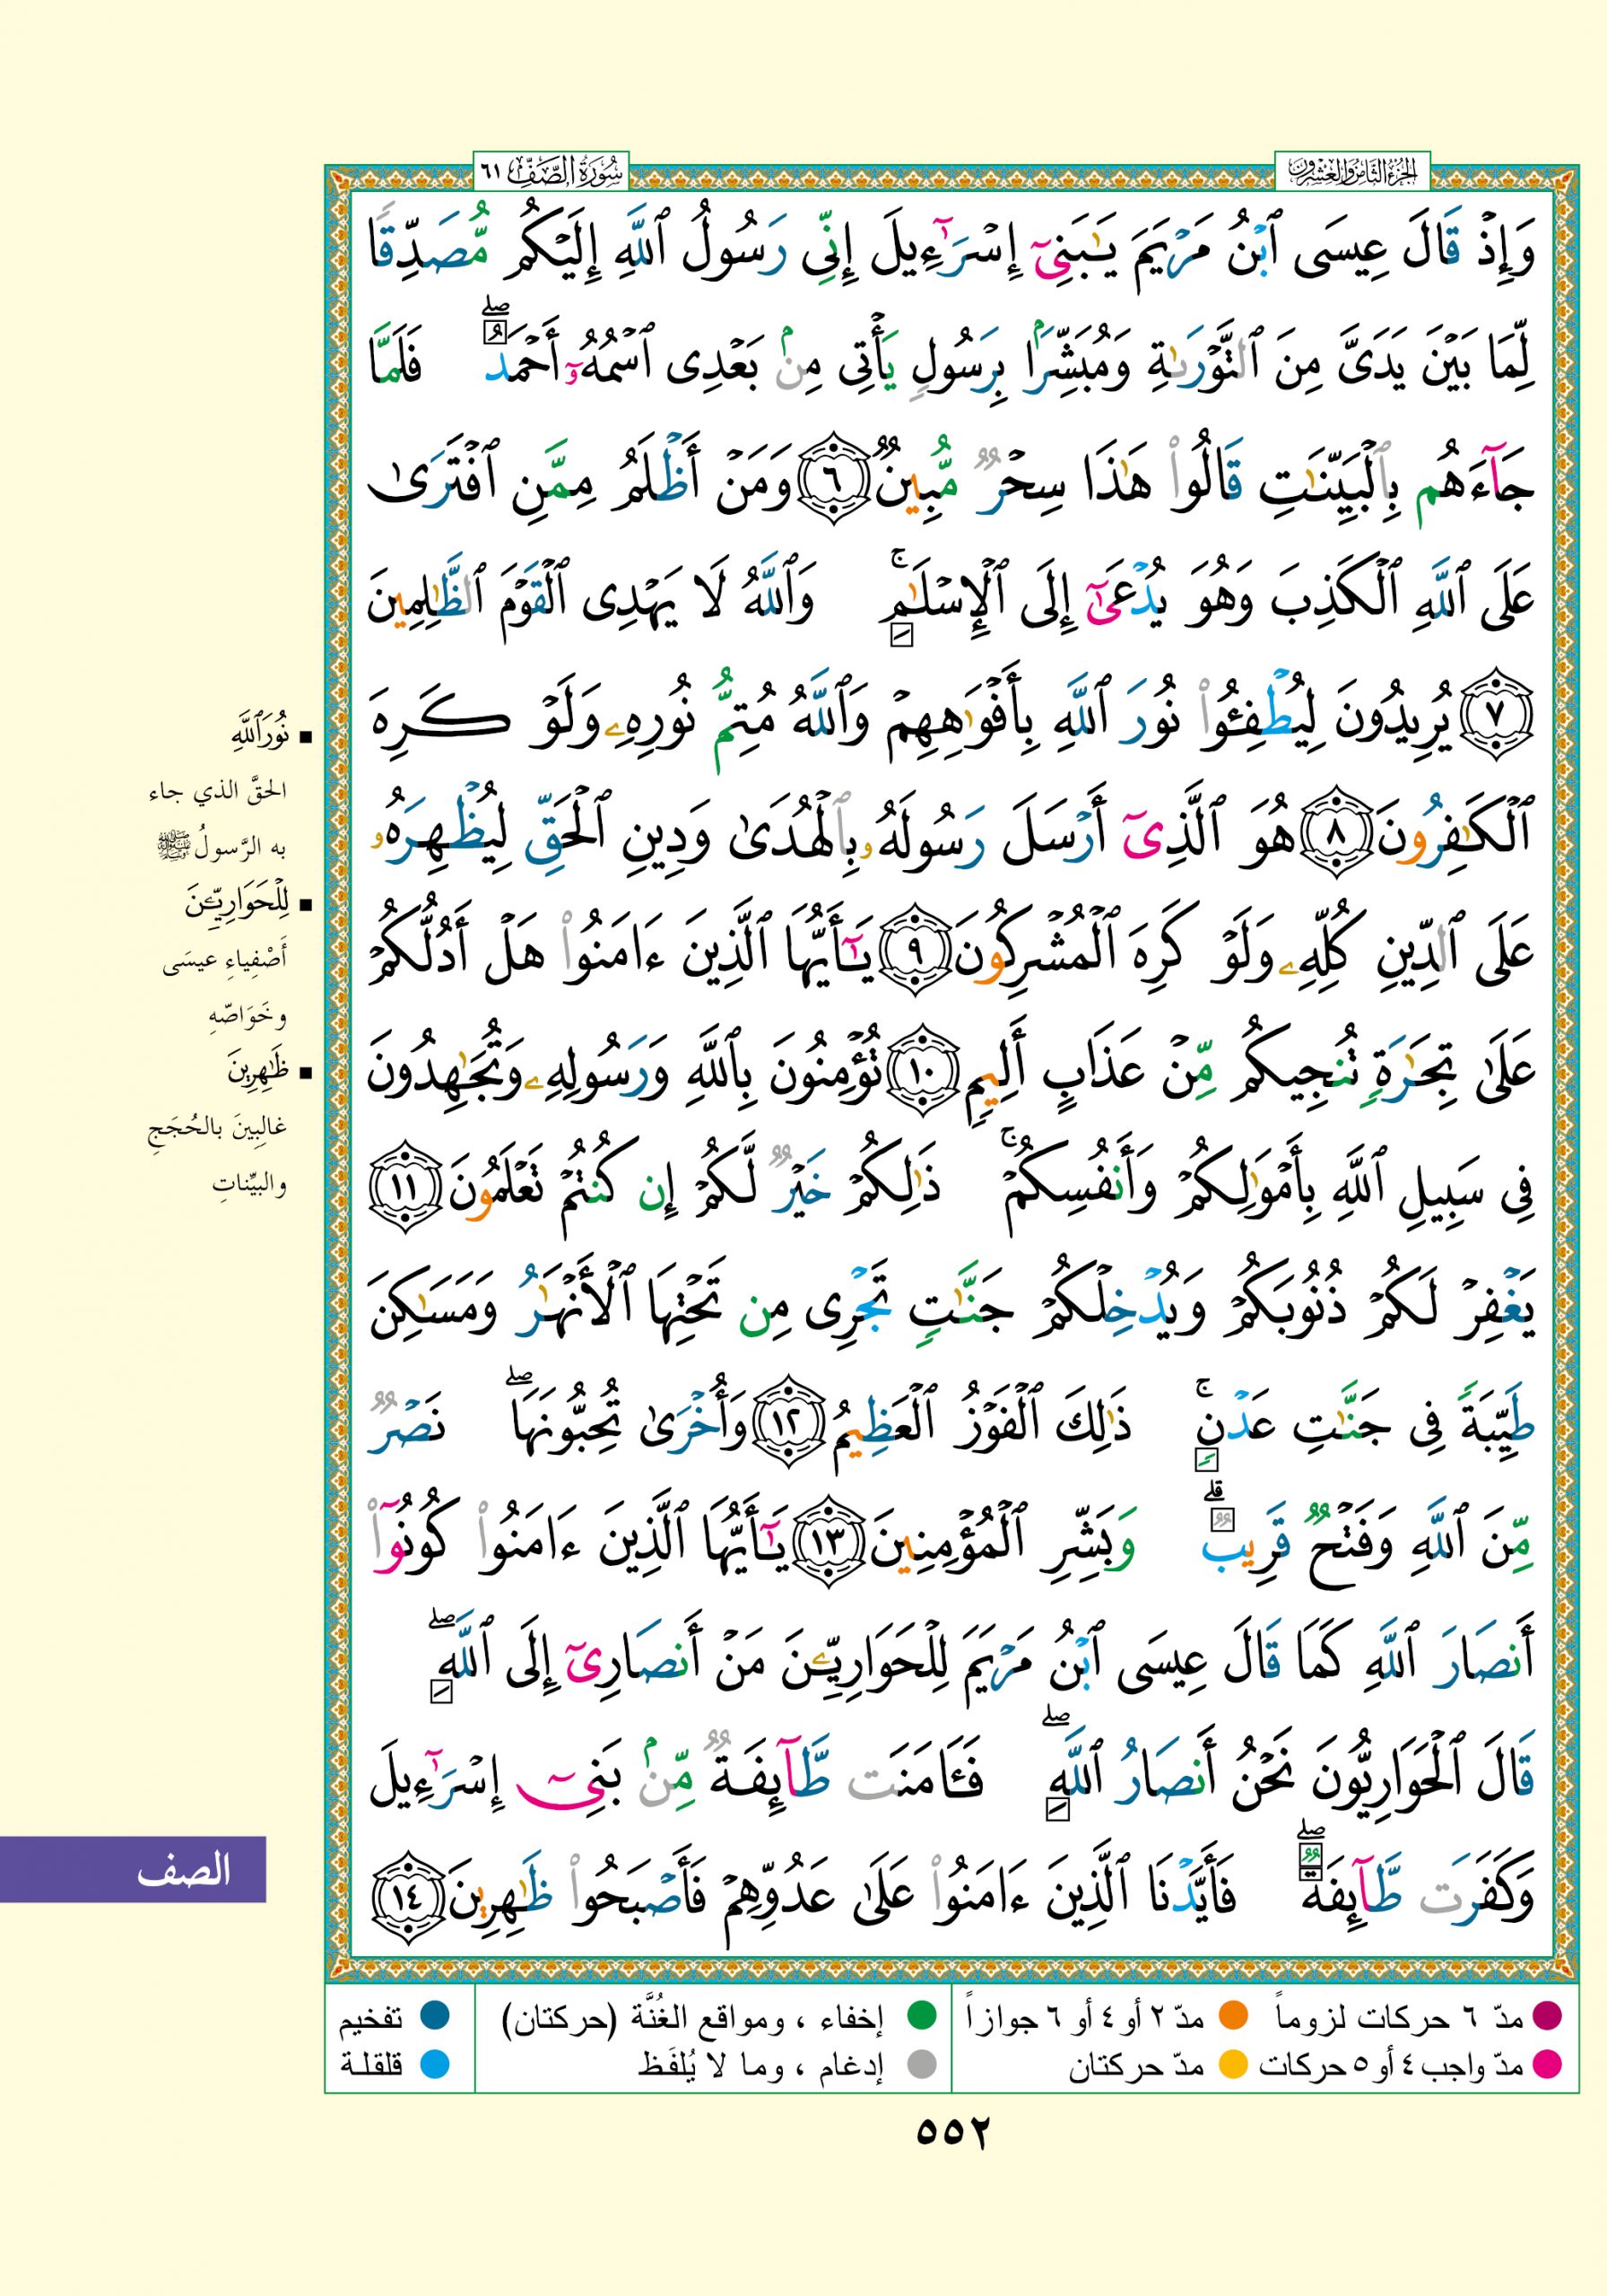 الجزء الثامن والعشرون
سُورَةُ الصَّفِّ ٦١
وَإِذْ قَالَ عِيسَى ٱبْنُ مَرْيَمَ يَـٰبَنِىٓ إِسْرَٰٓءِيلَ إِنِّى رَسُولُ ٱللَّهِ إِلَيْكُم مُّصَدِّقًا
لِّمَا بَيْنَ يَدَىَّ مِنَ ٱلتَّوْرَىٰةِ وَمُبَشِّرًۢا بِرَسُولٍ يَأْتِى مِنۢ بَعْدِى ٱسْمُهُۥٓ أَحْمَدُ ۖ فَلَمَّا
جَآءَهُم بِٱلْبَيِّنَـٰتِ قَالُوا۟ هَـٰذَا سِحْرٌ مُّبِينٌ ٦ وَمَنْ أَظْلَمُ مِمَّنِ ٱفْتَرَىٰ
عَلَى ٱللَّهِ ٱلْكَذِبَ وَهُوَ يُدْعَىٰٓ إِلَى ٱلْإِسْلَـٰمِ ۚ وَٱللَّهُ لَا يَهْدِى ٱلْقَوْمَ ٱلظَّـٰلِمِينَ
٧ يُرِيدُونَ لِيُطْفِـُٔوا۟ نُورَ ٱللَّهِ بِأَفْوَٰهِهِمْ وَٱللَّهُ مُتِمُّ نُورِهِۦ وَلَوْ كَرِهَ
ٱلْكَـٰفِرُونَ ٨ هُوَ ٱلَّذِىٓ أَرْسَلَ رَسُولَهُۥ بِٱلْهُدَىٰ وَدِينِ ٱلْحَقِّ لِيُظْهِرَهُۥ
عَلَى ٱلدِّينِ كُلِّهِۦ وَلَوْ كَرِهَ ٱلْمُشْرِكُونَ ٩ يَـٰٓأَيُّهَا ٱلَّذِينَ ءَامَنُوا۟ هَلْ أَدُلُّكُمْ
عَلَىٰ تِجَـٰرَةٍ تُنجِيكُم مِّنْ عَذَابٍ أَلِيمٍ ١٠ تُؤْمِنُونَ بِٱللَّهِ وَرَسُولِهِۦ وَتُجَـٰهِدُونَ
فِى سَبِيلِ ٱللَّهِ بِأَمْوَٰلِكُمْ وَأَنفُسِكُمْ ۚ ذَٰلِكُمْ خَيْرٌ لَّكُمْ إِن كُنتُمْ تَعْلَمُونَ ١١
يَغْفِرْ لَكُمْ ذُنُوبَكُمْ وَيُدْخِلْكُمْ جَنَّـٰتٍ تَجْرِى مِن تَحْتِهَا ٱلْأَنْهَـٰرُ وَمَسَـٰكِنَ
طَيِّبَةً فِى جَنَّـٰتِ عَدْنٍ ۚ ذَٰلِكَ ٱلْفَوْزُ ٱلْعَظِيمُ ١٢ وَأُخْرَىٰ تُحِبُّونَهَا ۖ نَصْرٌ
مِّنَ ٱللَّهِ وَفَتْحٌ قَرِيبٌ ۗ وَبَشِّرِ ٱلْمُؤْمِنِينَ ١٣ يَـٰٓأَيُّهَا ٱلَّذِينَ ءَامَنُوا۟ كُونُوٓا۟
أَنصَارَ ٱللَّهِ كَمَا قَالَ عِيسَى ٱبْنُ مَرْيَمَ لِلْحَوَارِيِّـۧنَ مَنْ أَنصَارِىٓ إِلَى ٱللَّهِ ۖ
قَالَ ٱلْحَوَارِيُّونَ نَحْنُ أَنصَارُ ٱللَّهِ ۖ فَـَٔامَنَت طَّآئِفَةٌ مِّنۢ بَنِىٓ إِسْرَٰٓءِيلَ
وَكَفَرَت طَّآئِفَةٌ ۖ فَأَيَّدْنَا ٱلَّذِينَ ءَامَنُوا۟ عَلَىٰ عَدُوِّهِمْ فَأَصْبَحُوا۟ ظَـٰهِرِينَ ١٤
■ نُورَ ٱللَّهِ
الحقَّ الذي جاء
به الرَّسولُ ﷺ
■ لِلْحَوَارِيِّـۧنَ
أَصْفِياءِ عيسَى
وخَوَاصّهِ
■ ظَـٰهِرِينَ
غالِبِينَ بالحُجَجِ
والبيِّناتِ
الصف
مدّ ٦ حركات لزوماً مدّ ٢ أو ٤ أو ٦ جوازاً إخفاء ، ومواقع الغُنَّة (حركتان) تفخيم
مدّ واجب ٤ أو ٥ حركات مدّ حركتان إدغام ، وما لا يُلفَظ قلقلة
٥٥٢